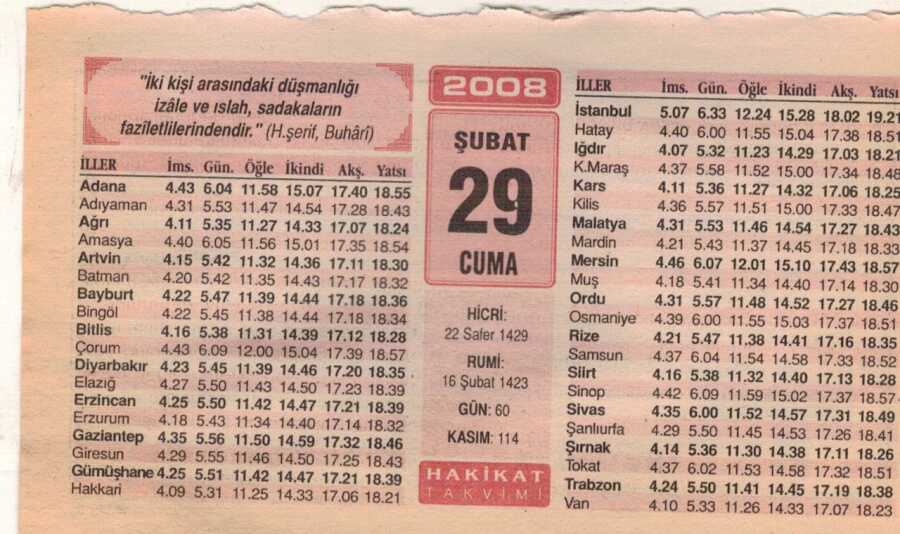 "İki kişi arasındaki düşmanlığı
izâle ve ıslah, sadakaların
fazîletlilerindendir." (H.şerif, Buhârî)
İLLER İms. Gün. Öğle İkindi Akş. Yatsı
Adana 4.43 6.04 11.58 15.07 17.40 18.55
Adıyaman 4.31 5.53 11.47 14.54 17.28 18.43
Ağrı 4.11 5.35 11.27 14.33 17.07 18.24
Amasya 4.40 6.05 11.56 15.01 17.35 18.54
Artvin 4.15 5.42 11.32 14.36 17.11 18.30
Batman 4.20 5.42 11.35 14.43 17.17 18.32
Bayburt 4.22 5.47 11.39 14.44 17.18 18.36
Bingöl 4.22 5.45 11.38 14.44 17.18 18.34
Bitlis 4.16 5.38 11.31 14.39 17.12 18.28
Çorum 4.43 6.09 12.00 15.04 17.39 18.57
Diyarbakır 4.23 5.45 11.39 14.46 17.20 18.35
Elazığ 4.27 5.50 11.43 14.50 17.23 18.39
Erzincan 4.25 5.50 11.42 14.47 17.21 18.39
Erzurum 4.18 5.43 11.34 14.40 17.14 18.32
Gaziantep 4.35 5.56 11.50 14.59 17.32 18.46
Giresun 4.29 5.55 11.46 14.50 17.25 18.43
Gümüşhane 4.25 5.51 11.42 14.47 17.21 18.39
Hakkari 4.09 5.31 11.25 14.33 17.06 18.21
2008
ŞUBAT
29
CUMA
HİCRİ:
22 Safer 1429
RUMİ:
16 Şubat 1423
GÜN: 60
KASIM: 114
HAKİKAT
TAKVİMİ
İLLER İms. Gün. Öğle İkindi Akş. Yatsı
İstanbul 5.07 6.33 12.24 15.28 18.02 19.21
Hatay 4.40 6.00 11.55 15.04 17.38 18.51
Iğdır 4.07 5.32 11.23 14.29 17.03 18.21
K.Maraş 4.37 5.58 11.52 15.00 17.34 18.48
Kars 4.11 5.36 11.27 14.32 17.06 18.25
Kilis 4.36 5.57 11.51 15.00 17.33 18.47
Malatya 4.31 5.53 11.46 14.54 17.27 18.43
Mardin 4.21 5.43 11.37 14.45 17.18 18.33
Mersin 4.46 6.07 12.01 15.10 17.43 18.57
Muş 4.18 5.41 11.34 14.40 17.14 18.30
Ordu 4.31 5.57 11.48 14.52 17.27 18.46
Osmaniye 4.39 6.00 11.55 15.03 17.37 18.51
Rize 4.21 5.47 11.38 14.41 17.16 18.35
Samsun 4.37 6.04 11.54 14.58 17.33 18.52
Siirt 4.16 5.38 11.32 14.40 17.13 18.28
Sinop 4.42 6.09 11.59 15.02 17.37 18.57
Sivas 4.35 6.00 11.52 14.57 17.31 18.49
Şanlıurfa 4.29 5.50 11.45 14.53 17.26 18.41
Şırnak 4.14 5.36 11.30 14.38 17.11 18.26
Tokat 4.37 6.02 11.53 14.58 17.32 18.51
Trabzon 4.24 5.50 11.41 14.45 17.19 18.38
Van 4.10 5.33 11.26 14.33 17.07 18.23